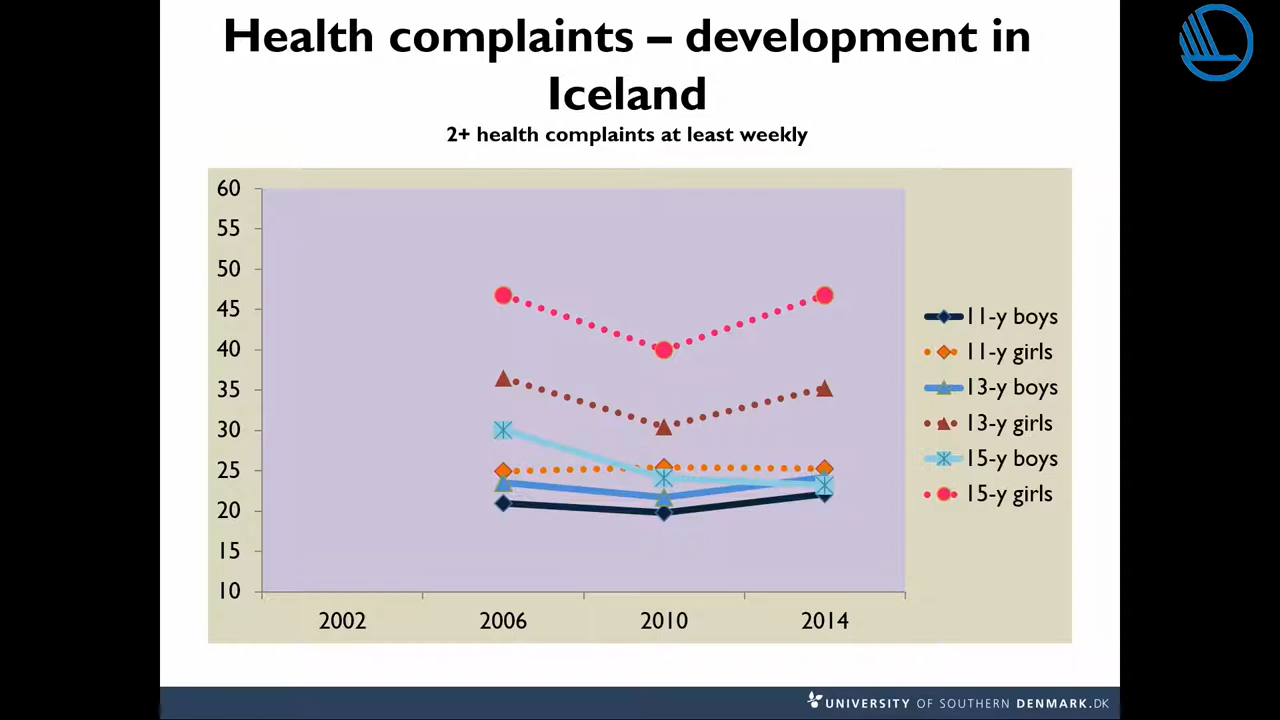 Health complaints – development in
Iceland
2+ health complaints at least weekly
60
55
50
45
40
35
30
25
20
15
10
2002 2006 2010 2014
11-y boys
11-y girls
13-y boys
13-y girls
15-y boys
15-y girls
UNIVERSITY OF SOUTHERN DENMARK.DK